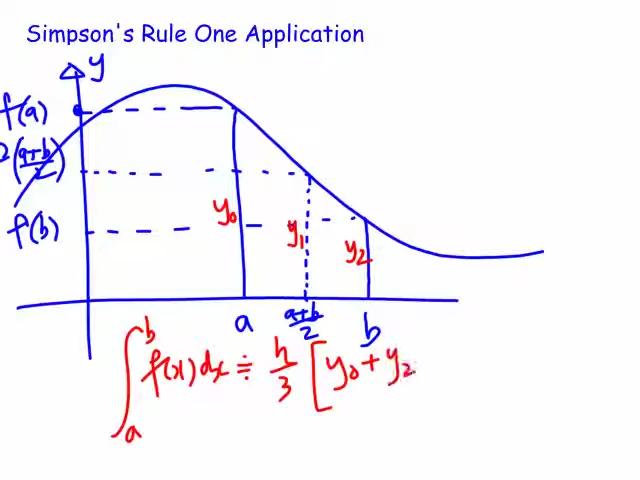 Simpson's Rule One Application
y
f(a)
(a+b/2)
f(b)
y₀
y₁
y₂
a
a+b/2
b
∫ₐᵇ f(x) dx ≑ h/3 [y₀ + y₂